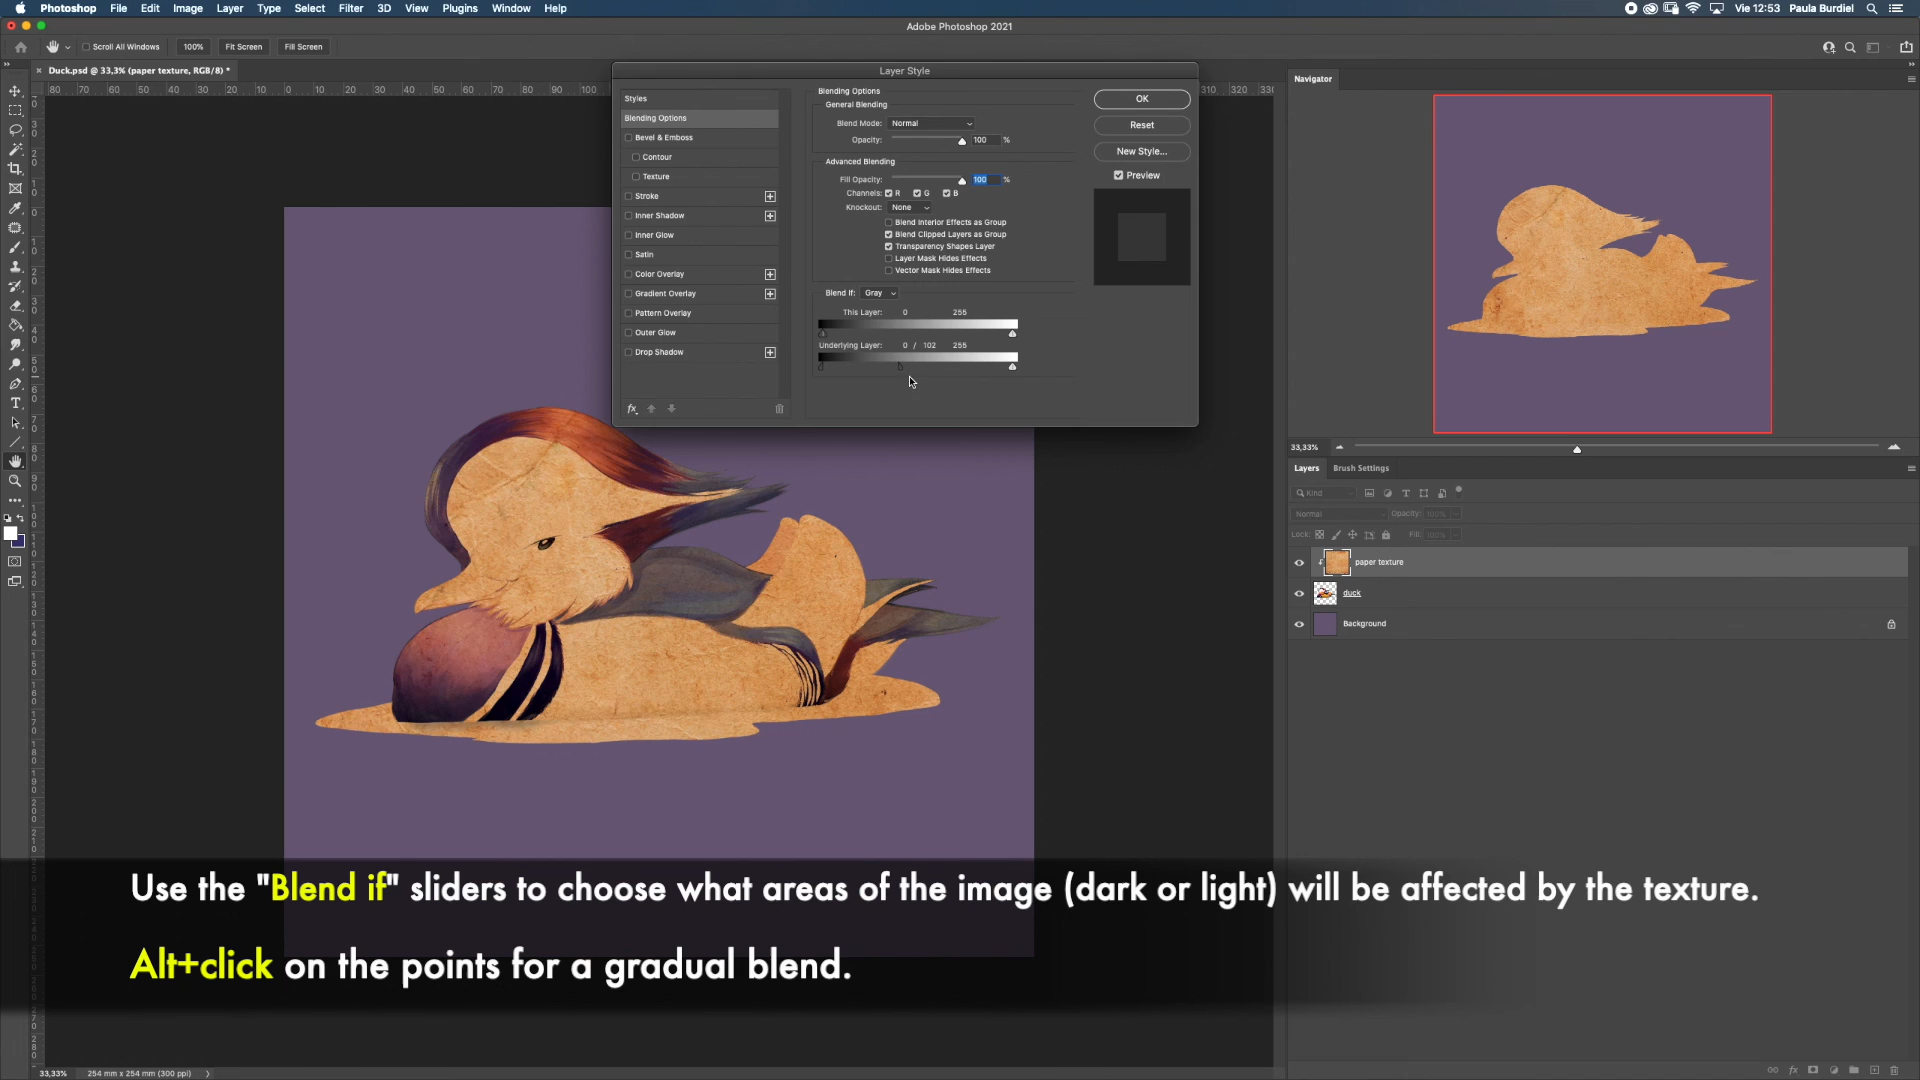 Photoshop File Edit Image Layer Type Select Filter 3D View Plugins Window Help
Vie 12:53 Paula Burdiel
Adobe Photoshop 2021
Scroll All Windows 100% Fit Screen Fill Screen
Duck.psd @ 33,3% (paper texture, RGB/8) *
Layer Style
Styles
Blending Options
Bevel & Emboss
Contour
Texture
Stroke
Inner Shadow
Inner Glow
Satin
Color Overlay
Gradient Overlay
Pattern Overlay
Outer Glow
Drop Shadow
fx
Blending Options
General Blending
Blend Mode: Normal
Opacity: 100 %
Advanced Blending
Fill Opacity: 100 %
Channels: R G B
Knockout: None
Blend Interior Effects as Group
Blend Clipped Layers as Group
Transparency Shapes Layer
Layer Mask Hides Effects
Vector Mask Hides Effects
Blend If: Gray
This Layer: 0 255
Underlying Layer: 0 / 102 255
OK
Reset
New Style...
Preview
Navigator
33,33%
Layers Brush Settings
Kind
Normal Opacity: 100%
Lock: Fill: 100%
paper texture
duck
Background
Use the "Blend if" sliders to choose what areas of the image (dark or light) will be affected by the texture.
Alt+click on the points for a gradual blend.
33,33% 254 mm x 254 mm (300 ppi)